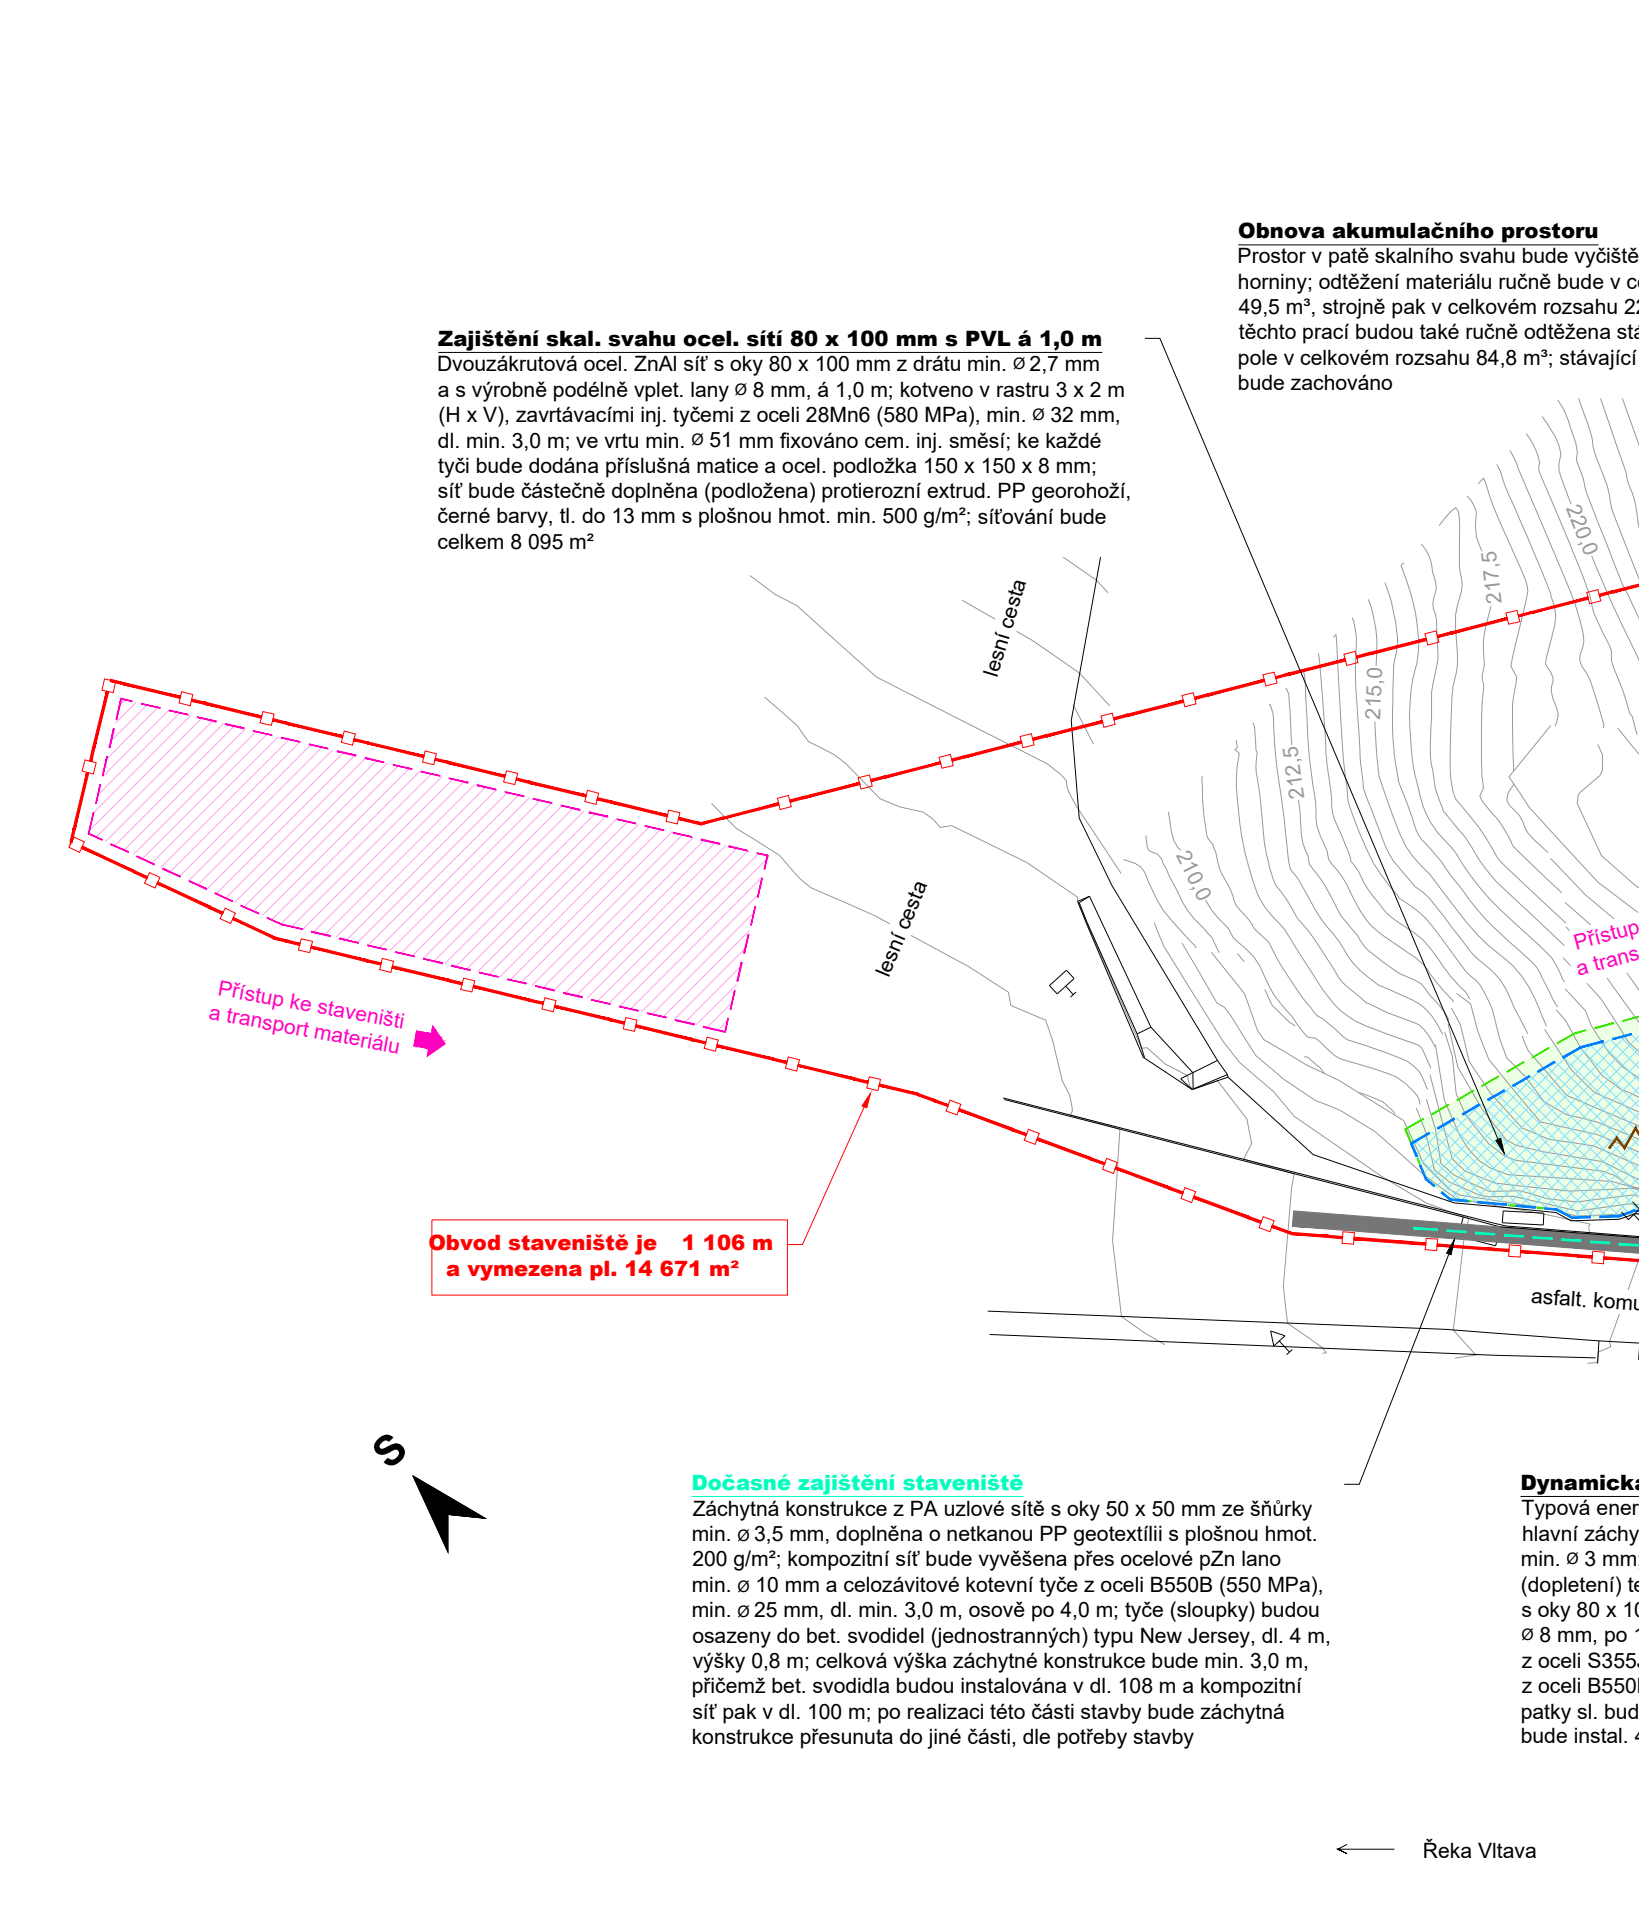 Obnova akumulačního prostoru
Prostor v patě skalního svahu bude vyčiště
horniny; odtěžení materiálu ručně bude v
49,5 m³, strojně pak v celkovém rozsahu 22
těchto prací budou také ručně odtěžena
pole v celkovém rozsahu 84,8 m³; stávající
bude zachováno
Zajištění skal. svahu ocel. sítí 80 x 100 mm s PVL á 1,0 m
Dvouzákrutová ocel. ZnAl síť s oky 80 x 100 mm z drátu min. ⌀ 2,7 mm
a s výrobně podélně vplet. lany ⌀ 8 mm, á 1,0 m; kotveno v rastru 3 x 2 m
(H x V), zavrtávacími inj. tyčemi z oceli 28Mn6 (580 MPa), min. ⌀ 32 mm,
dl. min. 3,0 m; ve vrtu min. ⌀ 51 mm fixováno cem. inj. směsí; ke každé
tyči bude dodána příslušná matice a ocel. podložka 150 x 150 x 8 mm;
síť bude částečně doplněna (podložena) protierozní extrud. PP georohoží,
černé barvy, tl. do 13 mm s plošnou hmot. min. 500 g/m²; síťování bude
celkem 8 095 m²
220,0
217,5
215,0
212,5
210,0
lesní cesta
lesní cesta
Přístup
a trans
Přístup ke staveništi
a transport materiálu
Obvod staveniště je 1 106 m
a vymezena pl. 14 671 m²
asfalt. komu
S
Dočasné zajištění staveniště
Záchytná konstrukce z PA uzlové sítě s oky 50 x 50 mm ze šňůrky
min. ⌀ 3,5 mm, doplněna o netkanou PP geotextílii s plošnou hmot.
200 g/m²; kompozitní síť bude vyvěšena přes ocelové pZn lano
min. ⌀ 10 mm a celozávitové kotevní tyče z oceli B550B (550 MPa),
min. ⌀ 25 mm, dl. min. 3,0 m, osově po 4,0 m; tyče (sloupky) budou
osazeny do bet. svodidel (jednostranných) typu New Jersey, dl. 4 m,
výšky 0,8 m; celková výška záchytné konstrukce bude min. 3,0 m,
přičemž bet. svodidla budou instalována v dl. 108 m a kompozitní
síť pak v dl. 100 m; po realizaci této části stavby bude záchytná
konstrukce přesunuta do jiné části, dle potřeby stavby
Dynamická
Typová ener
hlavní záchy
min. ⌀ 3 mm
(dopletení) te
s oky 80 x 10
⌀ 8 mm, po 1
z oceli S355
z oceli B550
patky sl. bud
bude instal. 4
Řeka Vltava